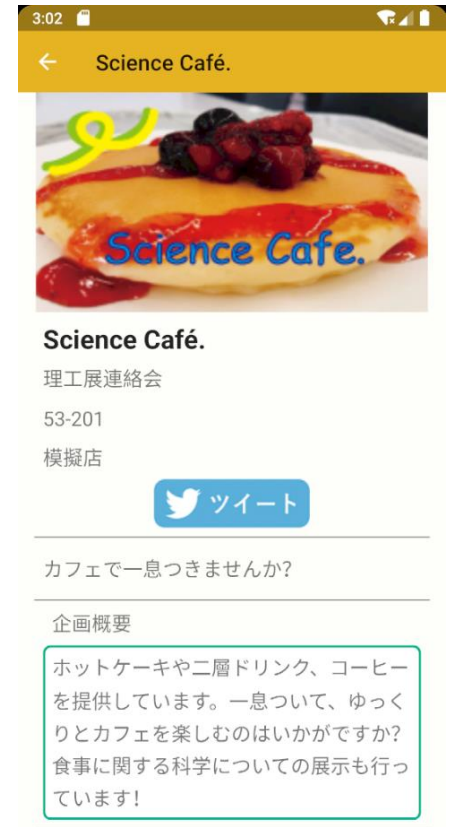 3:02
Science Café.
Science Cafe.
Science Café.
理工展連絡会
53-201
模擬店
ツイート
カフェで一息つきませんか?
企画概要
ホットケーキや二層ドリンク、コーヒー
を提供しています。一息ついて、ゆっく
りとカフェを楽しむのはいかがですか?
食事に関する科学についての展示も行っ
ています!